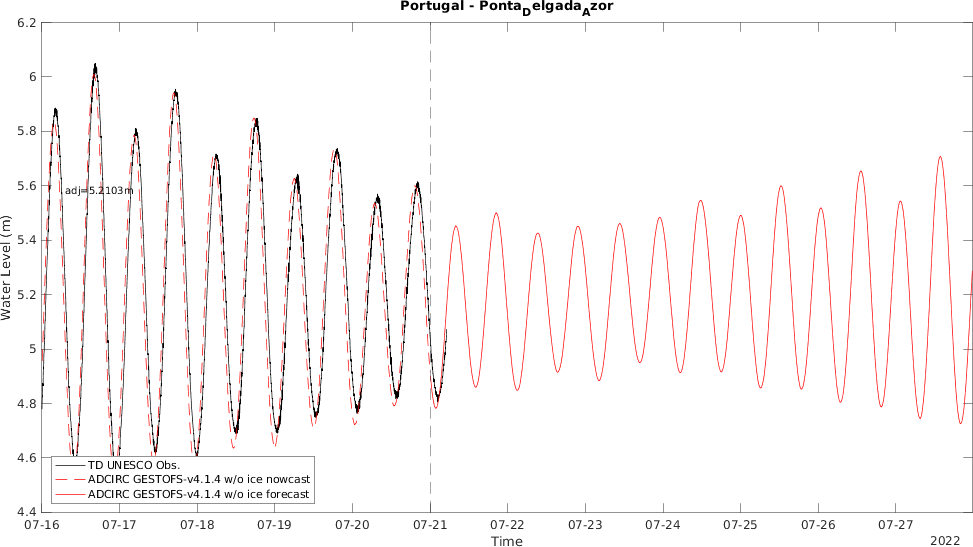 Portugal - PontaDelgadaAzor
6.2
6
5.8
5.6
5.4
5.2
5
4.8
4.6
4.4
Water Level (m)
adj=5.2103m
TD UNESCO Obs.
ADCIRC GESTOFS-v4.1.4 w/o ice nowcast
ADCIRC GESTOFS-v4.1.4 w/o ice forecast
07-16 07-17 07-18 07-19 07-20 07-21 07-22 07-23 07-24 07-25 07-26 07-27
Time
2022